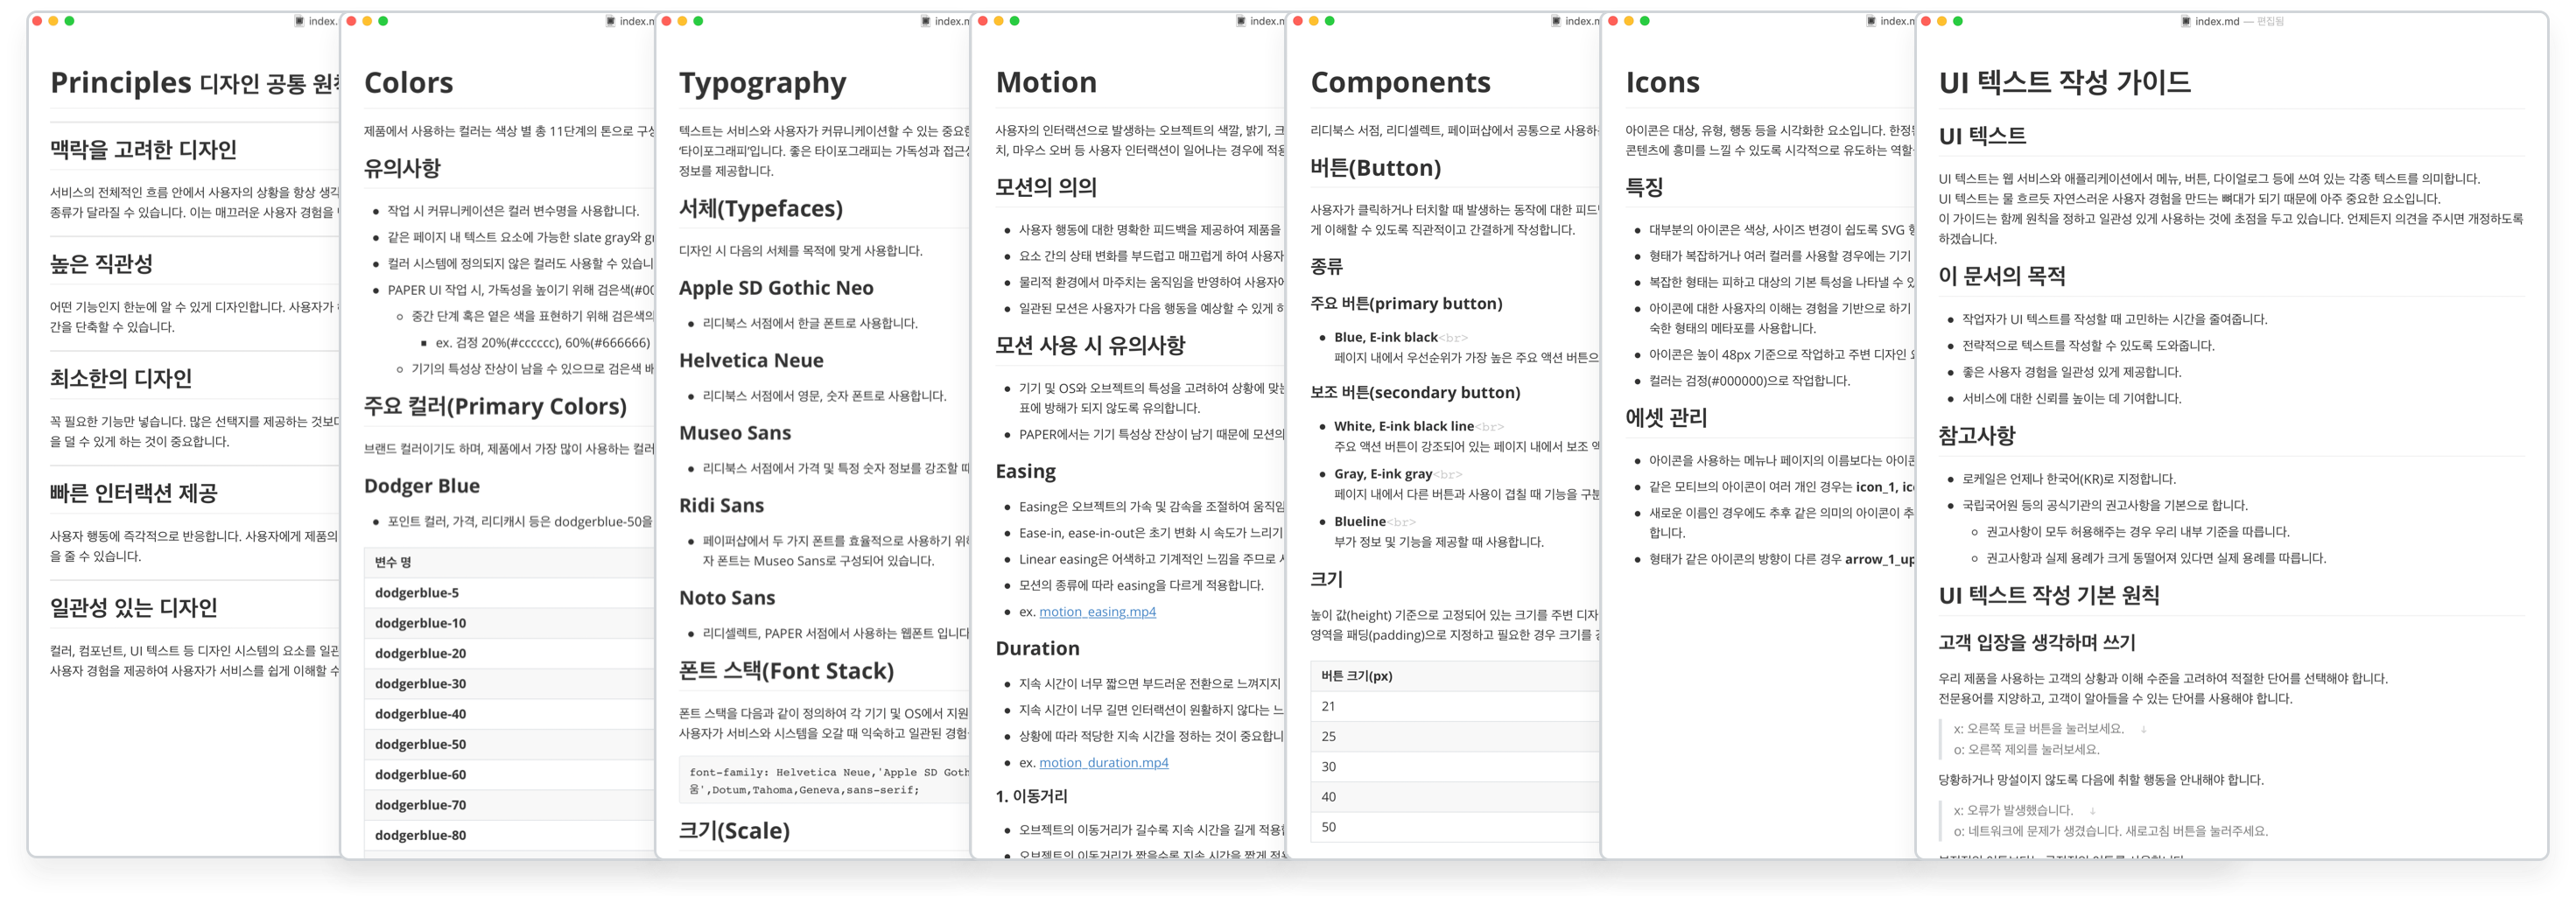 index.
Principles 디자인 공통 원칙
맥락을 고려한 디자인
서비스의 전체적인 흐름 안에서 사용자의 상황을 항상 생각
종류가 달라질 수 있습니다. 이는 매끄러운 사용자 경험을
높은 직관성
어떤 기능인지 한눈에 알 수 있게 디자인합니다. 사용자가
간을 단축할 수 있습니다.
최소한의 디자인
꼭 필요한 기능만 넣습니다. 많은 선택지를 제공하는 것보다
을 덜 수 있게 하는 것이 중요합니다.
빠른 인터랙션 제공
사용자 행동에 즉각적으로 반응합니다. 사용자에게 제품의
을 줄 수 있습니다.
일관성 있는 디자인
컬러, 컴포넌트, UI 텍스트 등 디자인 시스템의 요소를 일관
사용자 경험을 제공하여 사용자가 서비스를 쉽게 이해할 수
index.m
Colors
제품에서 사용하는 컬러는 색상 별 총 11단계의 톤으로 구성
유의사항
작업 시 커뮤니케이션은 컬러 변수명을 사용합니다.
같은 페이지 내 텍스트 요소에 가능한 slate gray와 gr
컬러 시스템에 정의되지 않은 컬러도 사용할 수 있습니
PAPER UI 작업 시, 가독성을 높이기 위해 검은색(#00
중간 단계 혹은 옅은 색을 표현하기 위해 검은색의
ex. 검정 20%(#cccccc), 60%(#666666)
기기의 특성상 잔상이 남을 수 있으므로 검은색 배
주요 컬러(Primary Colors)
브랜드 컬러이기도 하며, 제품에서 가장 많이 사용하는 컬러
Dodger Blue
포인트 컬러, 가격, 리디캐시 등은 dodgerblue-50을
변수 명
dodgerblue-5
dodgerblue-10
dodgerblue-20
dodgerblue-30
dodgerblue-40
dodgerblue-50
dodgerblue-60
dodgerblue-70
dodgerblue-80
index.m
Typography
텍스트는 서비스와 사용자가 커뮤니케이션할 수 있는 중요한
'타이포그래피'입니다. 좋은 타이포그래피는 가독성과 접근성
정보를 제공합니다.
서체(Typefaces)
디자인 시 다음의 서체를 목적에 맞게 사용합니다.
Apple SD Gothic Neo
리디북스 서점에서 한글 폰트로 사용합니다.
Helvetica Neue
리디북스 서점에서 영문, 숫자 폰트로 사용합니다.
Museo Sans
리디북스 서점에서 가격 및 특정 숫자 정보를 강조할 때
Ridi Sans
페이퍼샵에서 두 가지 폰트를 효율적으로 사용하기 위해
자 폰트는 Museo Sans로 구성되어 있습니다.
Noto Sans
리디셀렉트, PAPER 서점에서 사용하는 웹폰트 입니다
폰트 스택(Font Stack)
폰트 스택을 다음과 같이 정의하여 각 기기 및 OS에서 지원
사용자가 서비스와 시스템을 오갈 때 익숙하고 일관된 경험
font-family: Helvetica Neue,'Apple SD Goth
움',Dotum,Tahoma,Geneva,sans-serif;
크기(Scale)
index.m
Motion
사용자의 인터랙션으로 발생하는 오브젝트의 색깔, 밝기, 크
치, 마우스 오버 등 사용자 인터랙션이 일어나는 경우에 적용
모션의 의의
사용자 행동에 대한 명확한 피드백을 제공하여 제품을
요소 간의 상태 변화를 부드럽고 매끄럽게 하여 사용자
물리적 환경에서 마주치는 움직임을 반영하여 사용자에
일관된 모션은 사용자가 다음 행동을 예상할 수 있게 하
모션 사용 시 유의사항
기기 및 OS와 오브젝트의 특성을 고려하여 상황에 맞는
표에 방해가 되지 않도록 유의합니다.
PAPER에서는 기기 특성상 잔상이 남기 때문에 모션의
Easing
Easing은 오브젝트의 가속 및 감속을 조절하여 움직임
Ease-in, ease-in-out은 초기 변화 시 속도가 느리기
Linear easing은 어색하고 기계적인 느낌을 주므로
모션의 종류에 따라 easing을 다르게 적용합니다.
ex. motion_easing.mp4
Duration
지속 시간이 너무 짧으면 부드러운 전환으로 느껴지지
지속 시간이 너무 길면 인터랙션이 원활하지 않다는 느
상황에 따라 적당한 지속 시간을 정하는 것이 중요합니
ex. motion_duration.mp4
1. 이동거리
오브젝트의 이동거리가 길수록 지속 시간을 길게 적용
오브젝트의 이동거리가 짧을수록 지속 시간을 짧게 적용
index.m
Components
리디북스 서점, 리디셀렉트, 페이퍼샵에서 공통으로 사용하
버튼(Button)
사용자가 클릭하거나 터치할 때 발생하는 동작에 대한 피드
게 이해할 수 있도록 직관적이고 간결하게 작성합니다.
종류
주요 버튼(primary button)
Blue, E-ink black<br>
페이지 내에서 우선순위가 가장 높은 주요 액션 버튼으
보조 버튼(secondary button)
White, E-ink black line<br>
주요 액션 버튼이 강조되어 있는 페이지 내에서 보조
Gray, E-ink gray<br>
페이지 내에서 다른 버튼과 사용이 겹칠 때 기능을 구분
Blueline<br>
부가 정보 및 기능을 제공할 때 사용합니다.
크기
높이 값(height) 기준으로 고정되어 있는 크기를 주변 디자
영역을 패딩(padding)으로 지정하고 필요한 경우 크기를
버튼 크기(px)
21
25
30
40
50
index.m
Icons
아이콘은 대상, 유형, 행동 등을 시각화한 요소입니다. 한정된
콘텐츠에 흥미를 느낄 수 있도록 시각적으로 유도하는 역할
특징
대부분의 아이콘은 색상, 사이즈 변경이 쉽도록 SVG 형
형태가 복잡하거나 여러 컬러를 사용할 경우에는 기기
복잡한 형태는 피하고 대상의 기본 특성을 나타낼 수 있
아이콘에 대한 사용자의 이해는 경험을 기반으로 하기
숙한 형태의 메타포를 사용합니다.
아이콘은 높이 48px 기준으로 작업하고 주변 디자인
컬러는 검정(#000000)으로 작업합니다.
에셋 관리
아이콘을 사용하는 메뉴나 페이지의 이름보다는 아이콘
같은 모티브의 아이콘이 여러 개인 경우는 icon_1, ico
새로운 이름인 경우에도 추후 같은 의미의 아이콘이 추
합니다.
형태가 같은 아이콘의 방향이 다른 경우 arrow_1_up
index.md — 편집됨
UI 텍스트 작성 가이드
UI 텍스트
UI 텍스트는 웹 서비스와 애플리케이션에서 메뉴, 버튼, 다이얼로그 등에 쓰여 있는 각종 텍스트를 의미합니다.
UI 텍스트는 물 흐르듯 자연스러운 사용자 경험을 만드는 뼈대가 되기 때문에 아주 중요한 요소입니다.
이 가이드는 함께 원칙을 정하고 일관성 있게 사용하는 것에 초점을 두고 있습니다. 언제든지 의견을 주시면 개정하도록
하겠습니다.
이 문서의 목적
작업자가 UI 텍스트를 작성할 때 고민하는 시간을 줄여줍니다.
전략적으로 텍스트를 작성할 수 있도록 도와줍니다.
좋은 사용자 경험을 일관성 있게 제공합니다.
서비스에 대한 신뢰를 높이는 데 기여합니다.
참고사항
로케일은 언제나 한국어(KR)로 지정합니다.
국립국어원 등의 공식기관의 권고사항을 기본으로 합니다.
권고사항이 모두 허용해주는 경우 우리 내부 기준을 따릅니다.
권고사항과 실제 용례가 크게 동떨어져 있다면 실제 용례를 따릅니다.
UI 텍스트 작성 기본 원칙
고객 입장을 생각하며 쓰기
우리 제품을 사용하는 고객의 상황과 이해 수준을 고려하여 적절한 단어를 선택해야 합니다.
전문용어를 지양하고, 고객이 알아들을 수 있는 단어를 사용해야 합니다.
x: 오른쪽 토글 버튼을 눌러보세요. ↓
o: 오른쪽 제외를 눌러보세요.
당황하거나 망설이지 않도록 다음에 취할 행동을 안내해야 합니다.
x: 오류가 발생했습니다. ↓
o: 네트워크에 문제가 생겼습니다. 새로고침 버튼을 눌러주세요.